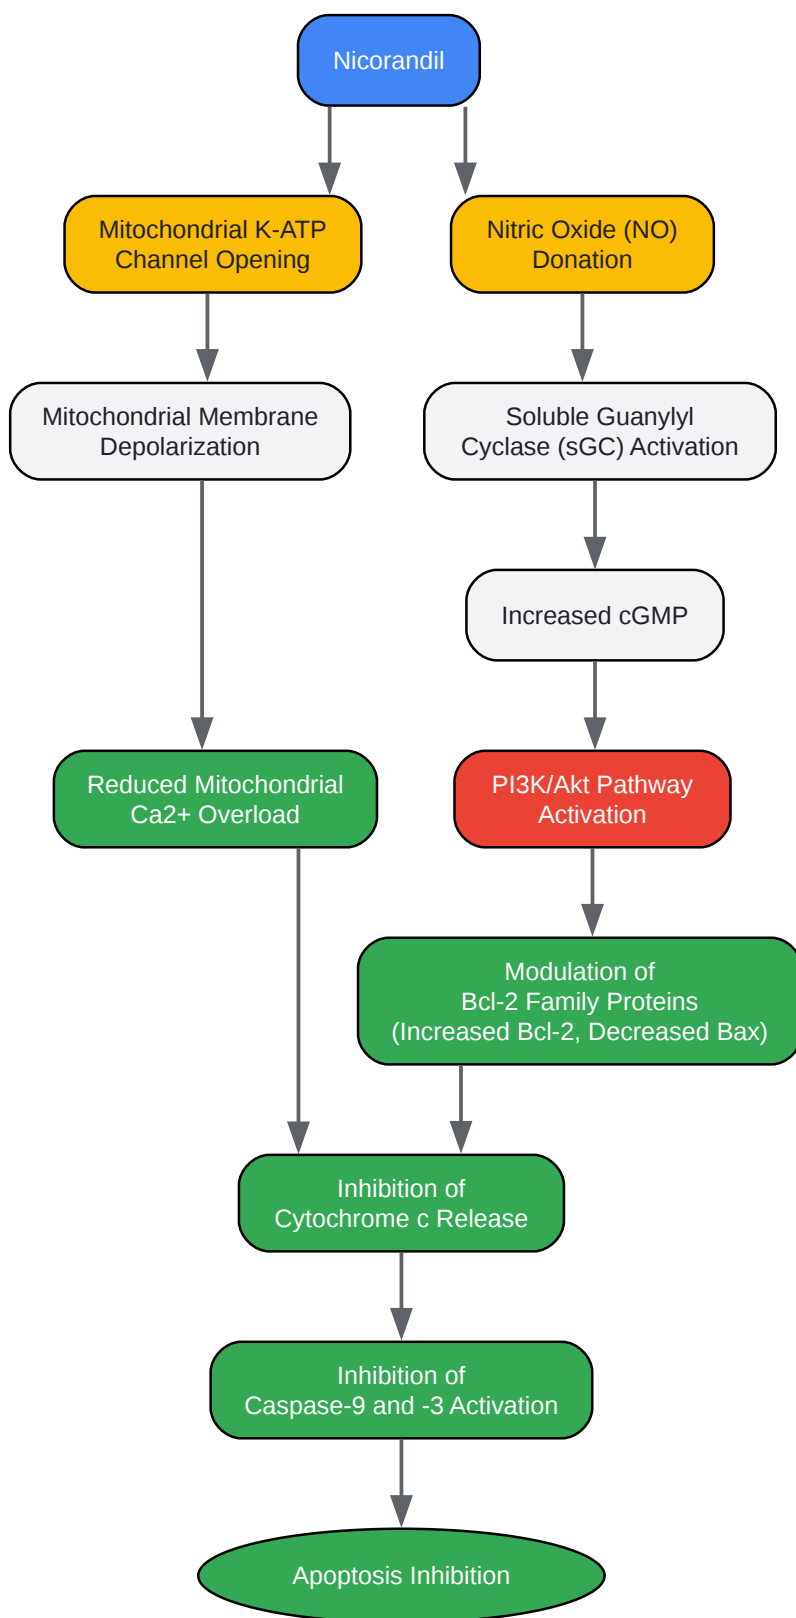 Nicorandil
Mitochondrial K-ATP
Channel Opening
Nitric Oxide (NO)
Donation
Mitochondrial Membrane
Depolarization
Soluble Guanylyl
Cyclase (sGC) Activation
Increased cGMP
Reduced Mitochondrial
Ca2+ Overload
PI3K/Akt Pathway
Activation
Modulation of
Bcl-2 Family Proteins
(Increased Bcl-2, Decreased Bax)
Inhibition of
Cytochrome c Release
Inhibition of
Caspase-9 and -3 Activation
Apoptosis Inhibition